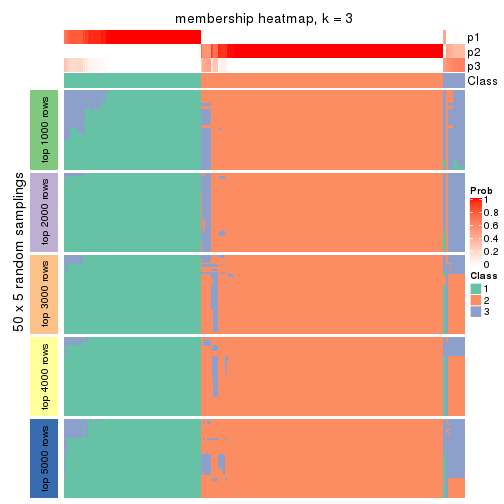 membership heatmap, k = 3
p1
p2
p3
Class
50 x 5 random samplings
top 1000 rows
top 2000 rows
top 3000 rows
top 4000 rows
top 5000 rows
Prob
1
0.8
0.6
0.4
0.2
0
Class
1
2
3